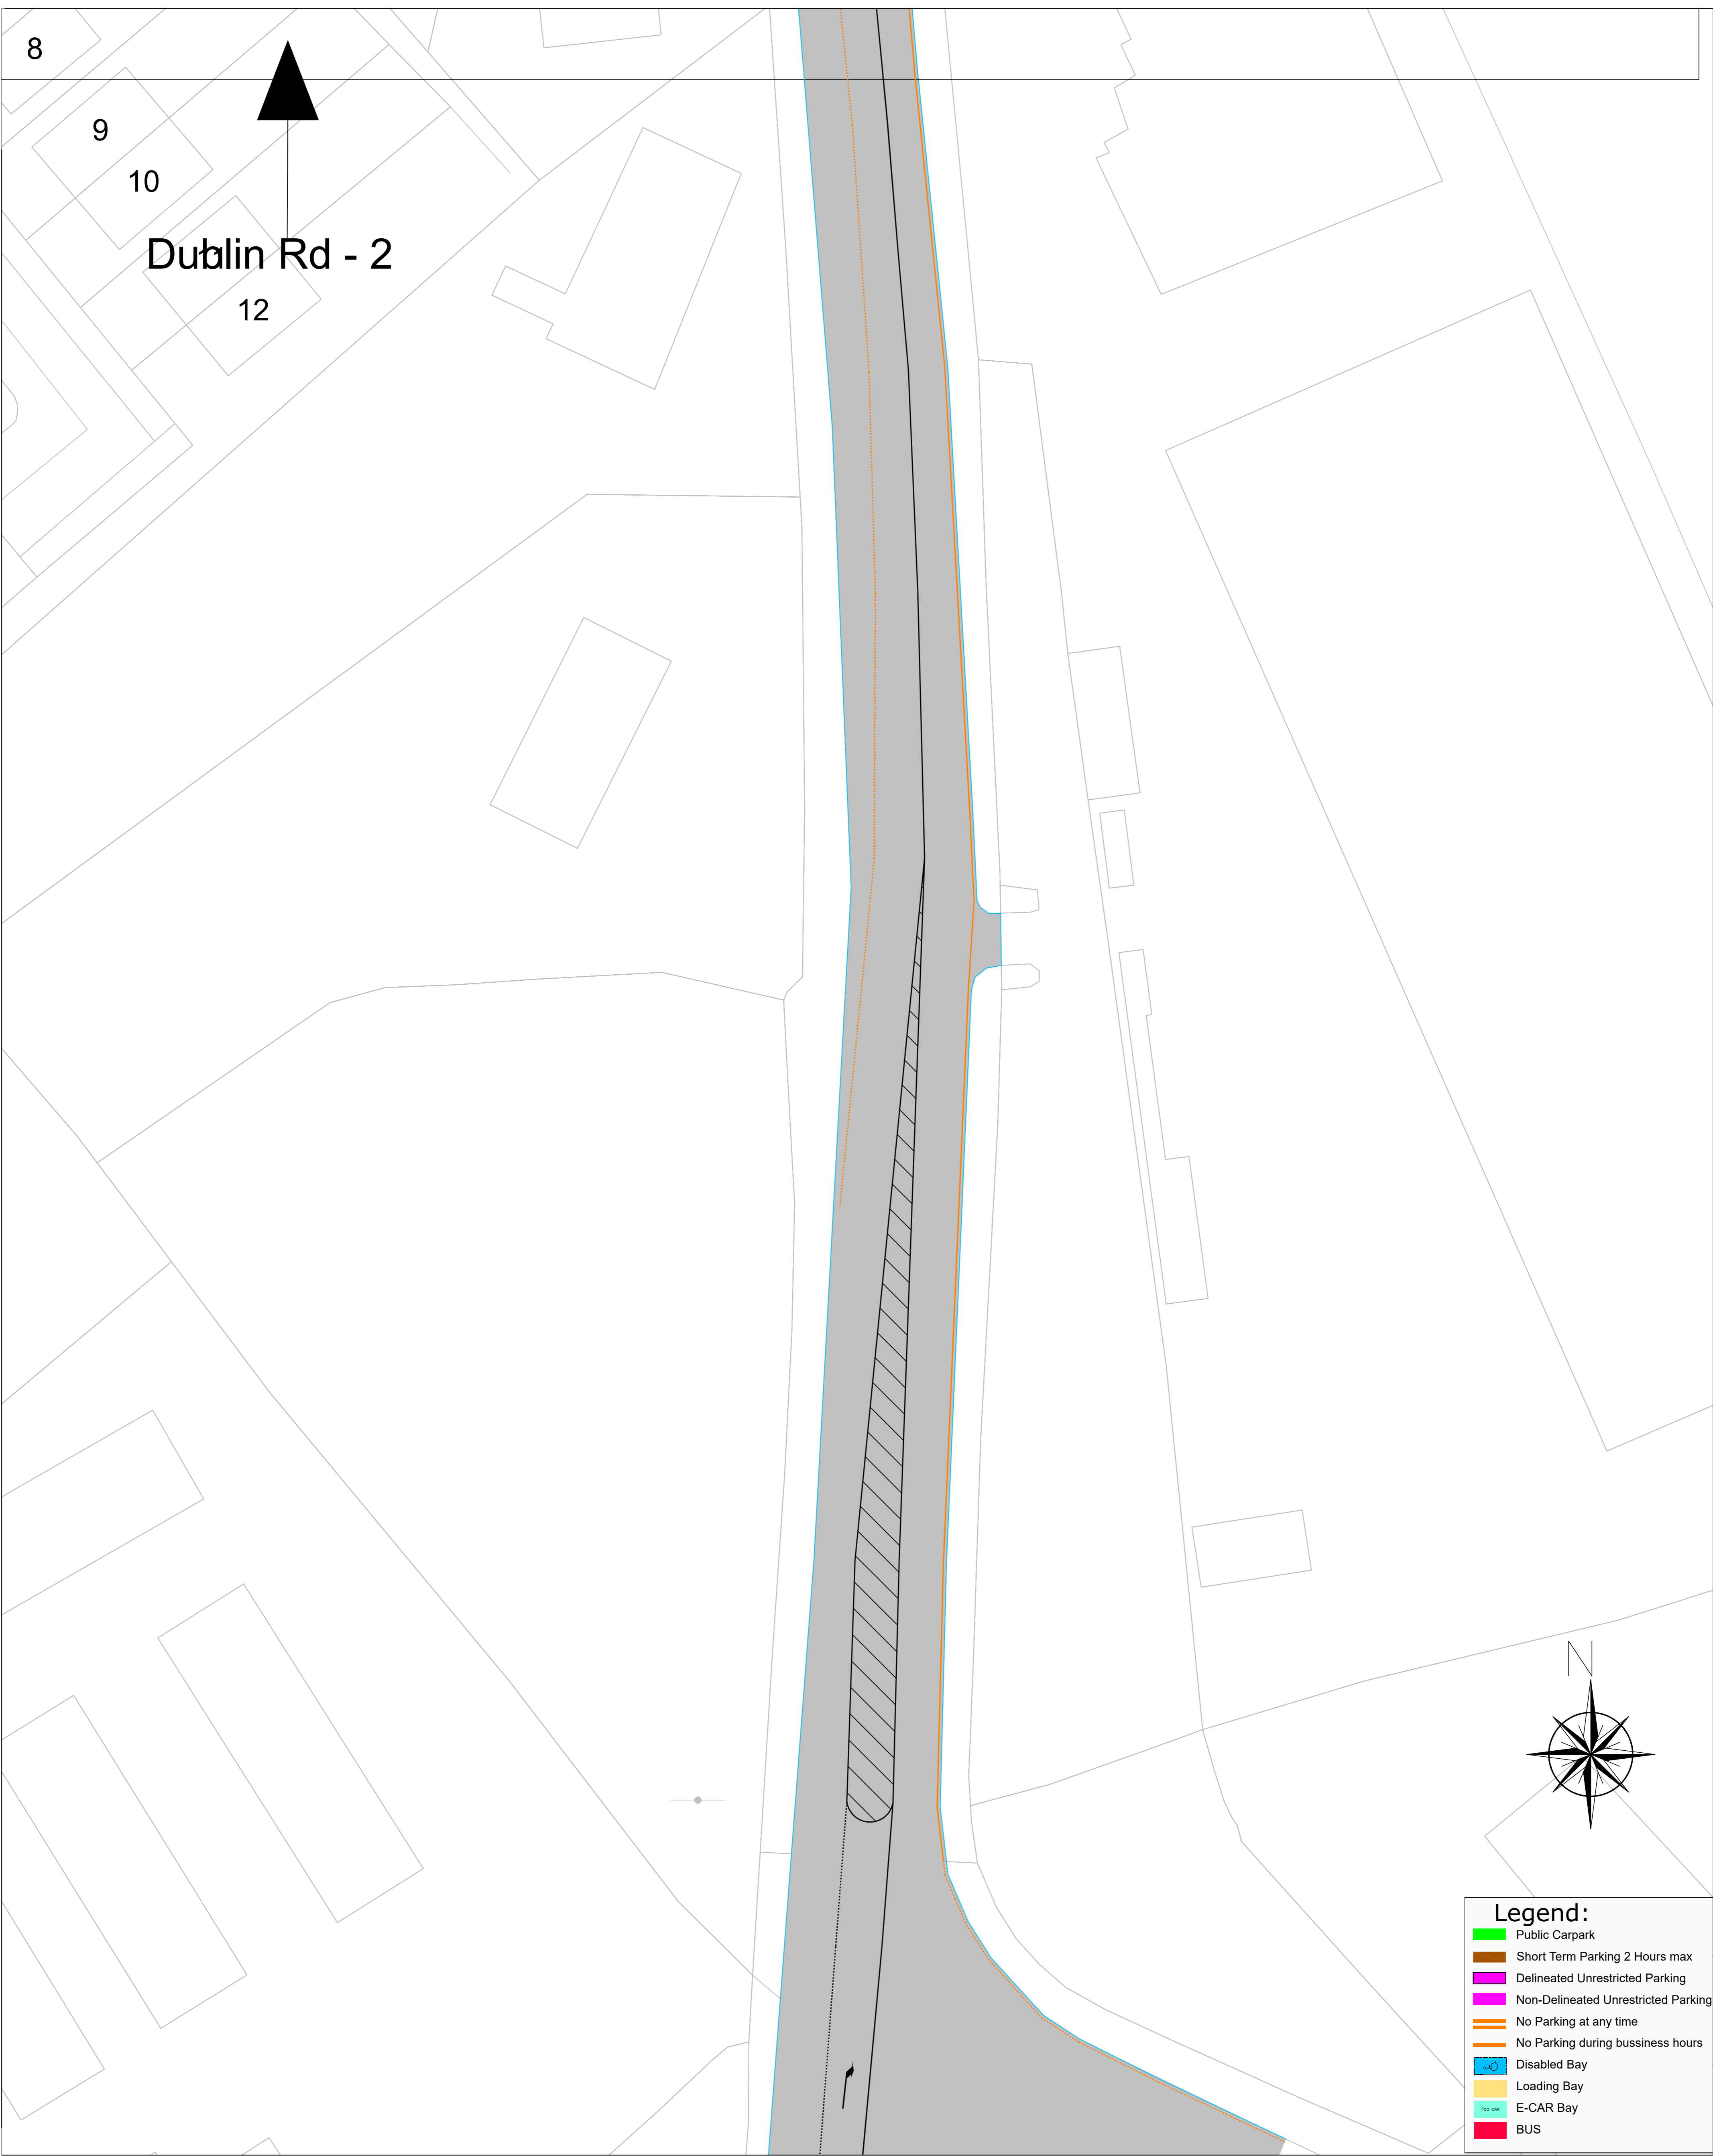 8
9
10
Dublin Rd - 2
12
N
Legend:
Public Carpark
Short Term Parking 2 Hours max
Delineated Unrestricted Parking
Non-Delineated Unrestricted Parking
No Parking at any time
No Parking during bussiness hours
Disabled Bay
Loading Bay
E-CAR Bay
BUS